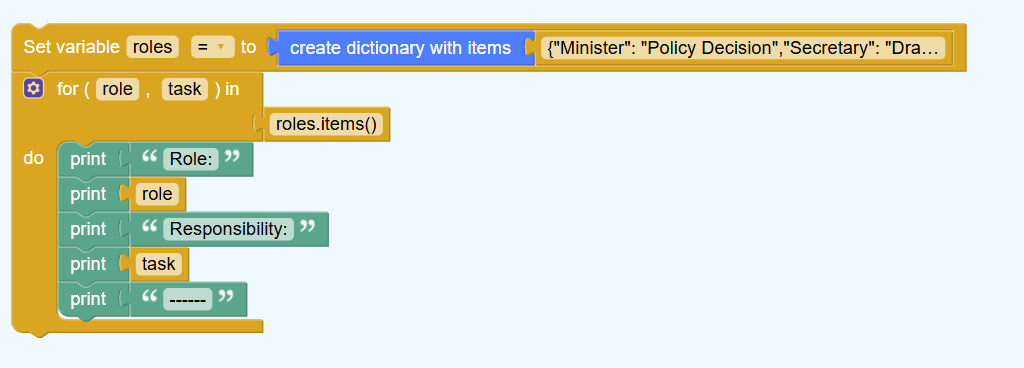 Set variable roles = to create dictionary with items {"Minister": "Policy Decision","Secretary": "Dra…
for ( role , task ) in
roles.items()
do print “ Role: ”
print role
print “ Responsibility: ”
print task
print “ ------ ”